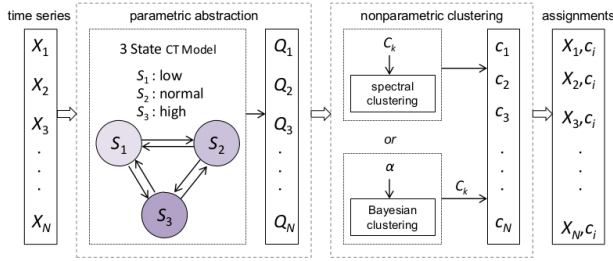 time series
parametric abstraction
nonparametric clustering
assignments
X1
X2
X3
.
.
.
XN
3 State CT Model
S1 : low
S2 : normal
S3 : high
S1
S2
S3
Q1
Q2
Q3
.
.
.
QN
Ck
spectral
clustering
or
α
Bayesian
clustering
Ck
c1
c2
c3
.
.
.
cN
X1,ci
X2,ci
X3,ci
.
.
.
XN,ci